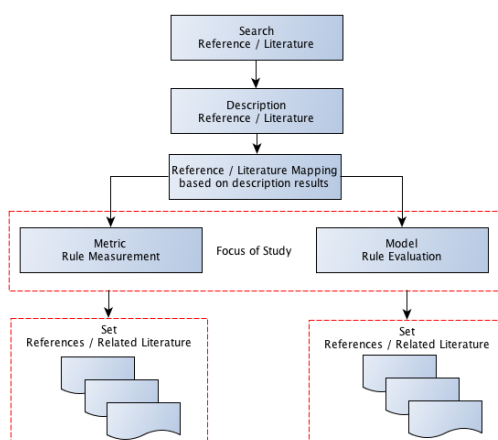 Search
Reference / Literature
Description
Reference / Literature
Reference / Literature Mapping
based on description results
Metric
Rule Measurement
Focus of Study
Model
Rule Evaluation
Set
References / Related Literature
Set
References / Related Literature